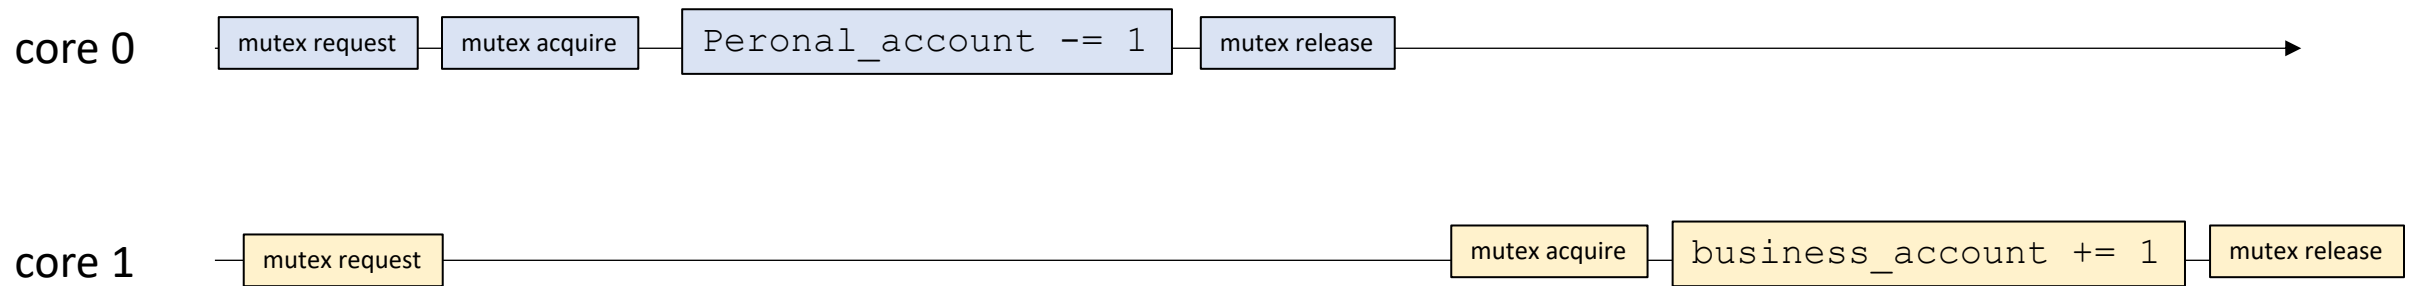 core 0
mutex request
mutex acquire
Peronal_account -= 1
mutex release
core 1
mutex request
mutex acquire
business_account += 1
mutex release